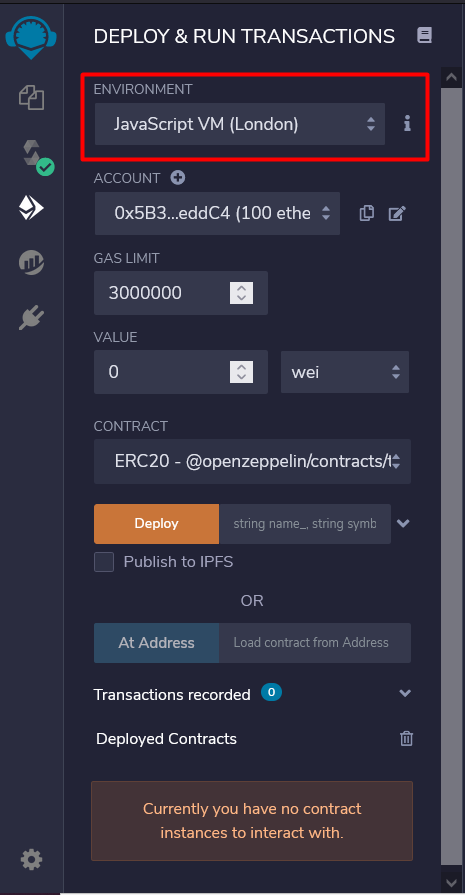 DEPLOY & RUN TRANSACTIONS
ENVIRONMENT
JavaScript VM (London)
ACCOUNT
0x5B3...eddC4 (100 ethe
GAS LIMIT
3000000
VALUE
0
wei
CONTRACT
ERC20 - @openzeppelin/contracts/t
Deploy
string name_, string symb
Publish to IPFS
OR
At Address
Load contract from Address
Transactions recorded 0
Deployed Contracts
Currently you have no contract
instances to interact with.